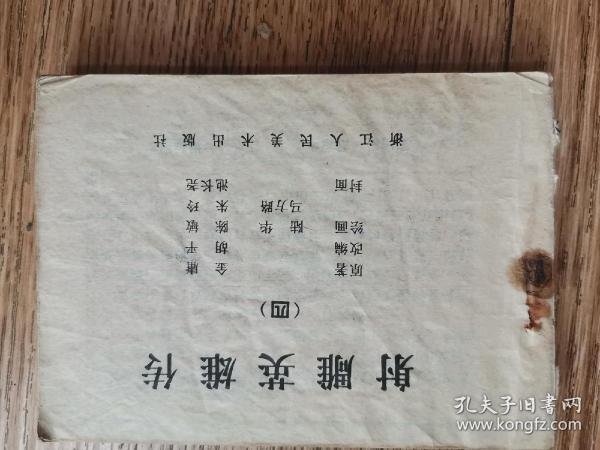 射雕英雄传
（四）
原著 金庸
改编 胡平
绘画 陆华 陈敏
马方路 朱玲
封面 池长尧
浙江人民美术出版社
孔夫子旧书网
www.kongfz.com